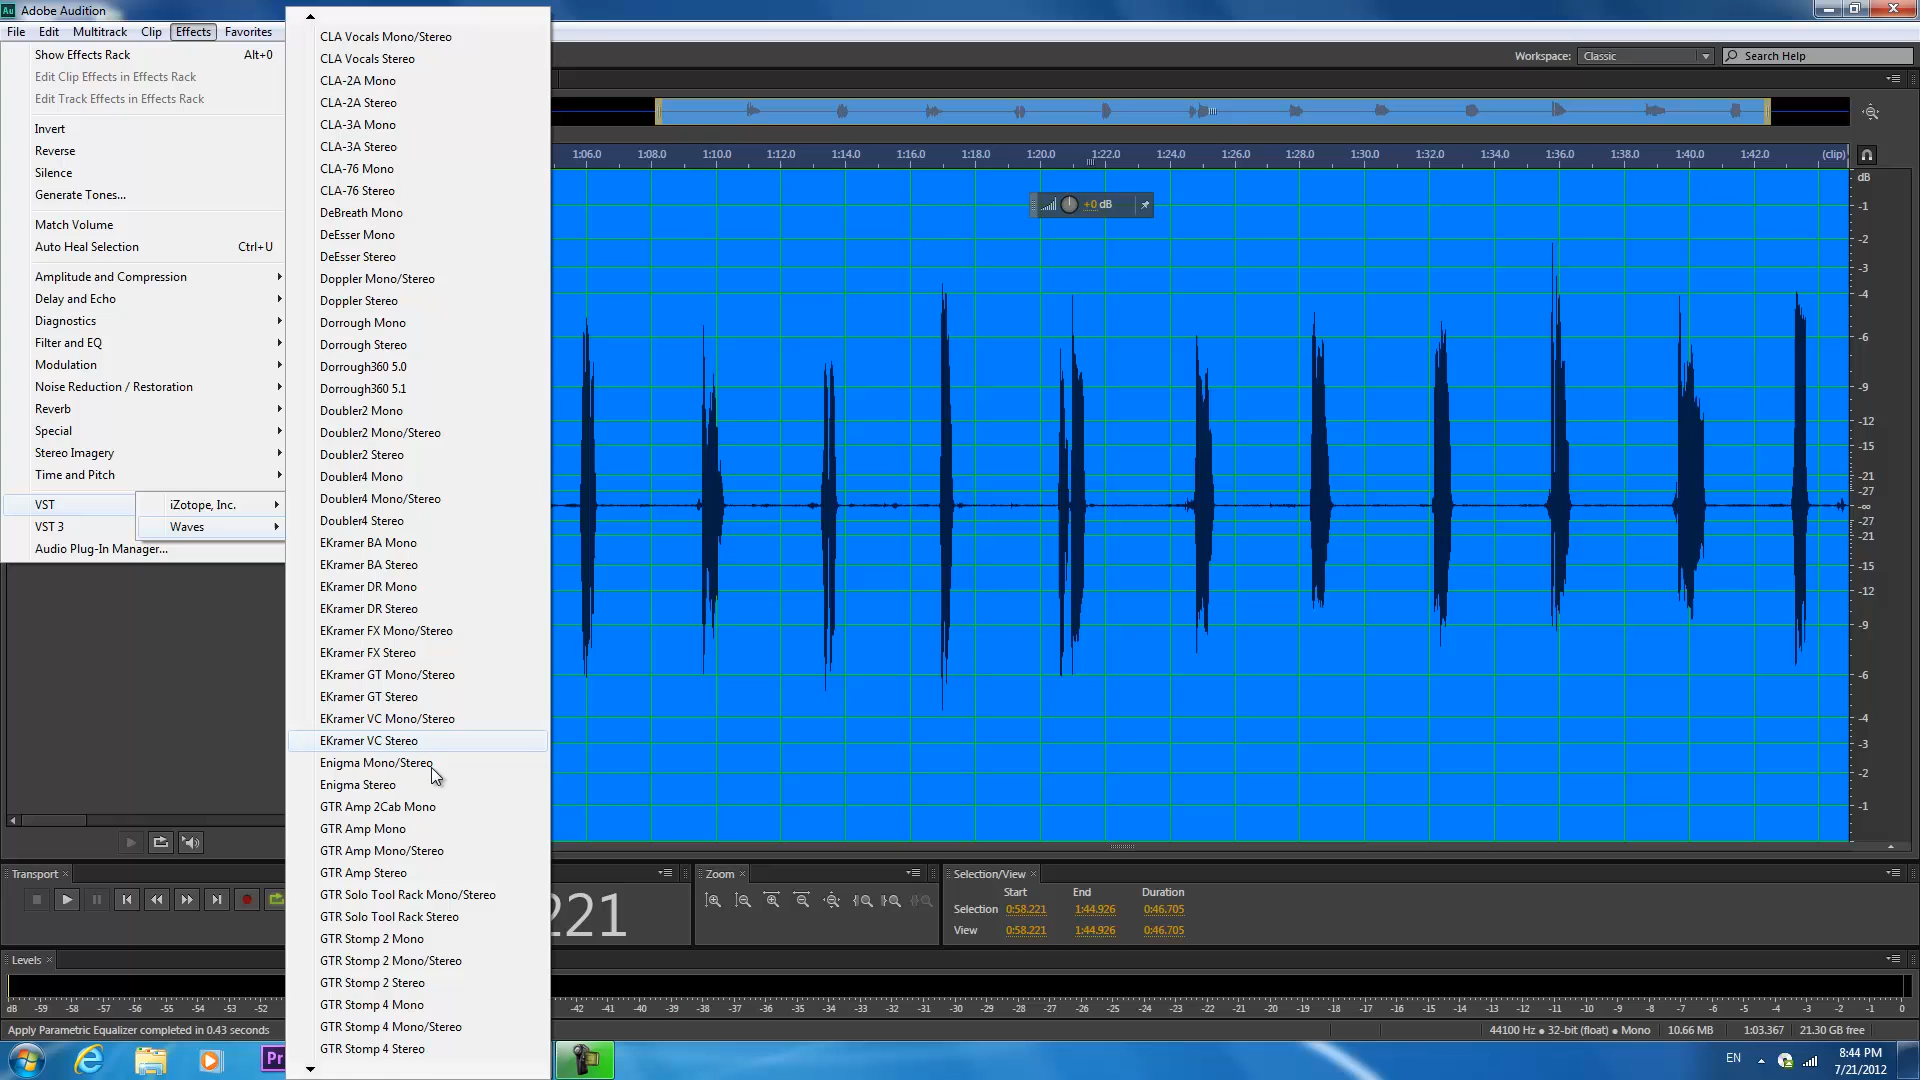 Au Adobe Audition
File Edit Multitrack Clip Effects Favorites
Show Effects Rack Alt+0
Edit Clip Effects in Effects Rack
Edit Track Effects in Effects Rack
Invert
Reverse
Silence
Generate Tones...
Match Volume
Auto Heal Selection Ctrl+U
Amplitude and Compression
Delay and Echo
Diagnostics
Filter and EQ
Modulation
Noise Reduction / Restoration
Reverb
Special
Stereo Imagery
Time and Pitch
VST
VST 3
Audio Plug-In Manager...
iZotope, Inc.
Waves
CLA Vocals Mono/Stereo
CLA Vocals Stereo
CLA-2A Mono
CLA-2A Stereo
CLA-3A Mono
CLA-3A Stereo
CLA-76 Mono
CLA-76 Stereo
DeBreath Mono
DeEsser Mono
DeEsser Stereo
Doppler Mono/Stereo
Doppler Stereo
Dorrough Mono
Dorrough Stereo
Dorrough360 5.0
Dorrough360 5.1
Doubler2 Mono
Doubler2 Mono/Stereo
Doubler2 Stereo
Doubler4 Mono
Doubler4 Mono/Stereo
Doubler4 Stereo
EKramer BA Mono
EKramer BA Stereo
EKramer DR Mono
EKramer DR Stereo
EKramer FX Mono/Stereo
EKramer FX Stereo
EKramer GT Mono/Stereo
EKramer GT Stereo
EKramer VC Mono/Stereo
EKramer VC Stereo
Enigma Mono/Stereo
Enigma Stereo
GTR Amp 2Cab Mono
GTR Amp Mono
GTR Amp Mono/Stereo
GTR Amp Stereo
GTR Solo Tool Rack Mono/Stereo
GTR Solo Tool Rack Stereo
GTR Stomp 2 Mono
GTR Stomp 2 Mono/Stereo
GTR Stomp 2 Stereo
GTR Stomp 4 Mono
GTR Stomp 4 Mono/Stereo
GTR Stomp 4 Stereo
Workspace: Classic Search Help
1:06.0 1:08.0 1:10.0 1:12.0 1:14.0 1:16.0 1:18.0 1:20.0 1:22.0 1:24.0 1:26.0 1:28.0 1:30.0 1:32.0 1:34.0 1:36.0 1:38.0 1:40.0 1:42.0 (clip)
+0 dB
dB
-1
-2
-3
-4
-6
-9
-12
-15
-21
-27
-∞
-27
-21
-15
-12
-9
-6
-4
-3
-2
-1
Transport
221
Zoom
Selection/View
Start End Duration
Selection 0:58.221 1:44.926 0:46.705
View 0:58.221 1:44.926 0:46.705
Levels
dB -59 -58 -57 -56 -55 -54 -53 -52 -42 -41 -40 -39 -38 -37 -36 -35 -34 -33 -32 -31 -30 -29 -28 -27 -26 -25 -24 -23 -22 -21 -20 -19 -18 -17 -16 -15 -14 -13 -12 -11 -10 -9 -8 -7 -6 -5 -4 -3 -2 -1 0
Apply Parametric Equalizer completed in 0.43 seconds
44100 Hz ● 32-bit (float) ● Mono 10.66 MB 1:03.367 21.30 GB free
Pr
EN
8:44 PM
7/21/2012